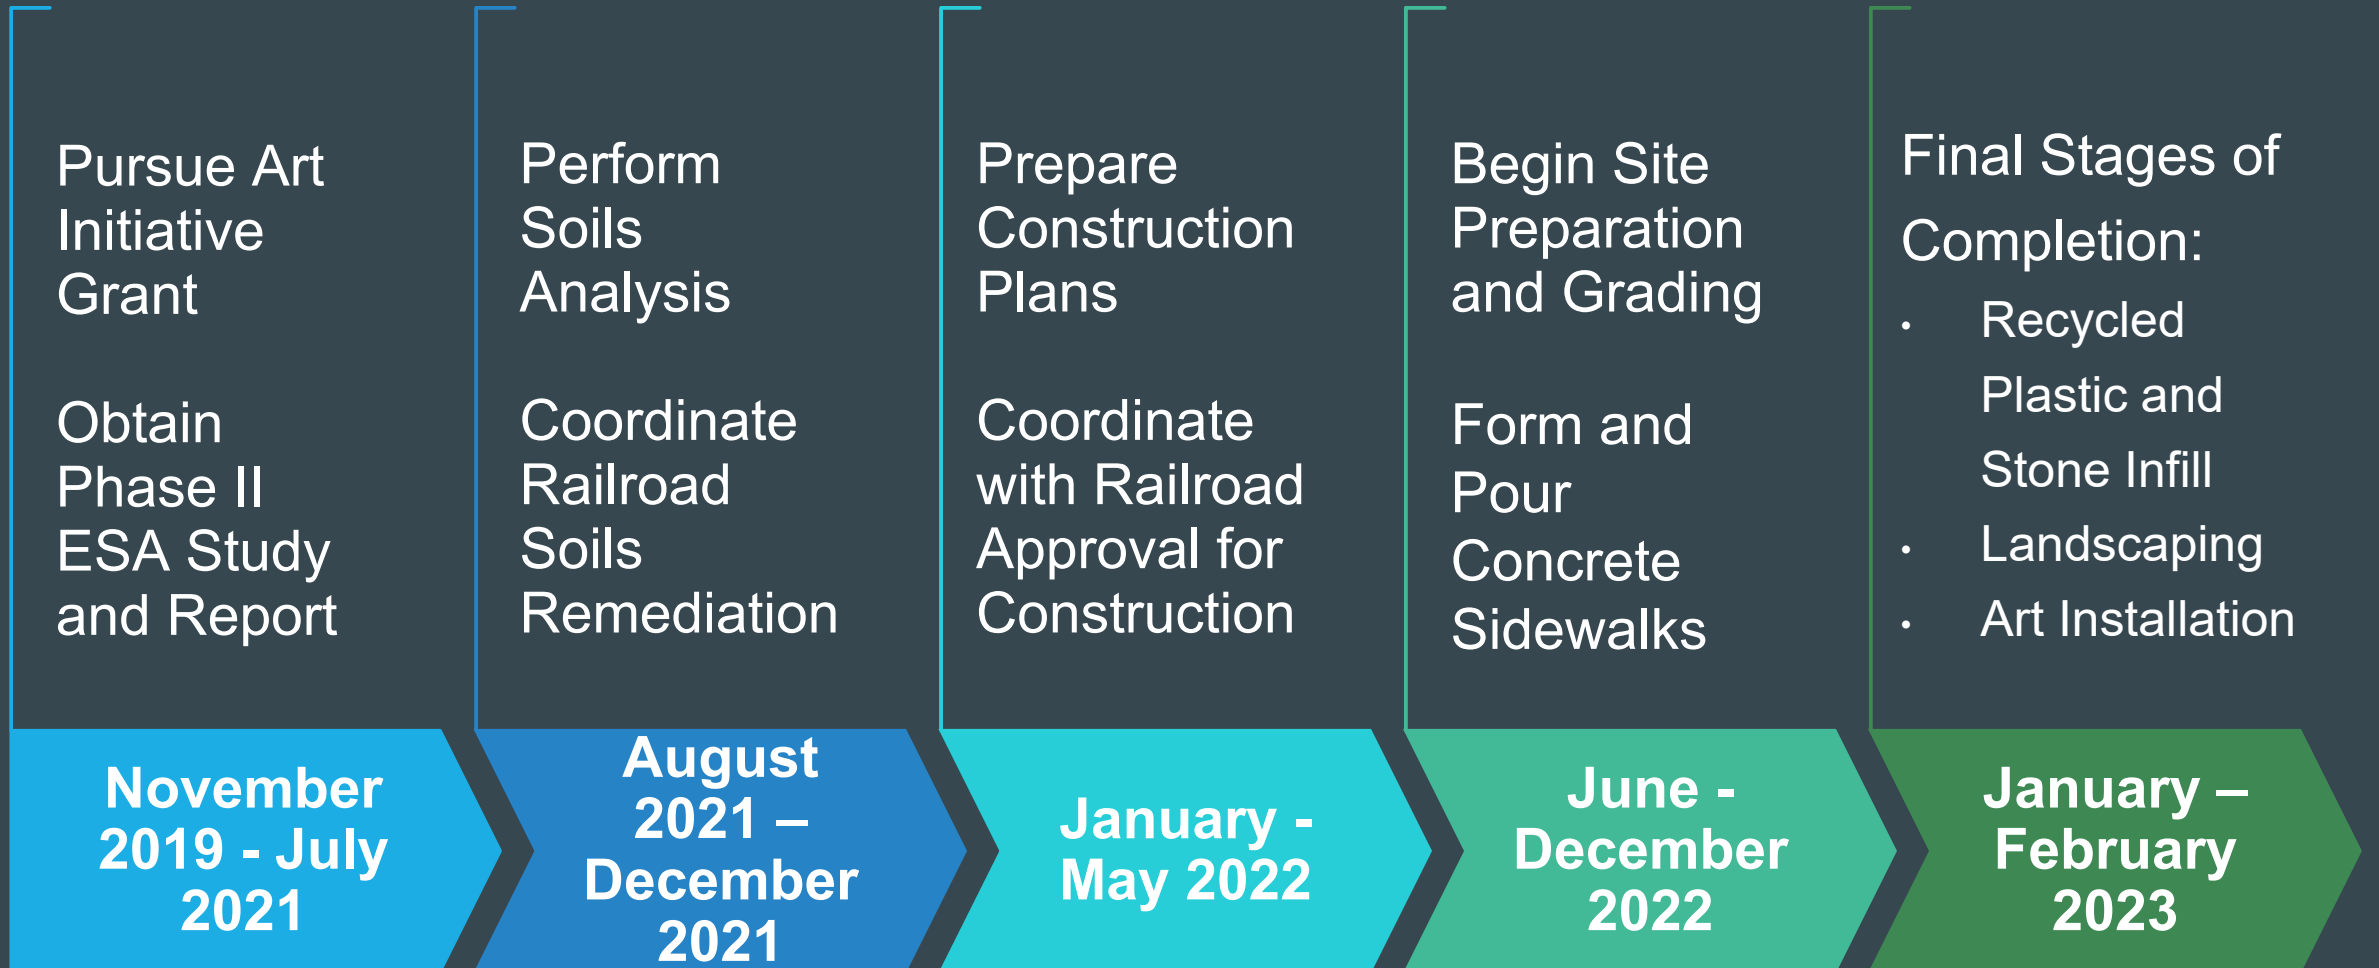 Pursue Art
Initiative
Grant
Obtain
Phase II
ESA Study
and Report
November
2019 - July
2021
Perform
Soils
Analysis
Coordinate
Railroad
Soils
Remediation
August
2021 –
December
2021
Prepare
Construction
Plans
Coordinate
with Railroad
Approval for
Construction
January -
May 2022
Begin Site
Preparation
and Grading
Form and
Pour
Concrete
Sidewalks
June -
December
2022
Final Stages of
Completion:
• Recycled
Plastic and
Stone Infill
• Landscaping
• Art Installation
January –
February
2023